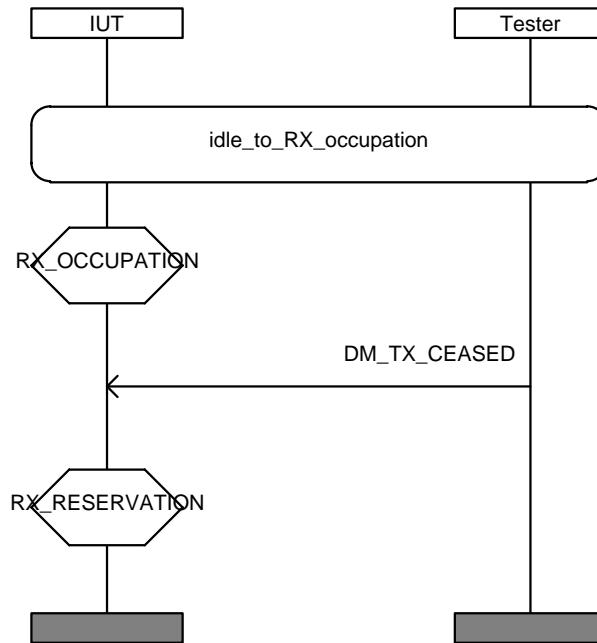 IUT
Tester
idle_to_RX_occupation
RX_OCCUPATION
DM_TX_CEASED
RX_RESERVATION